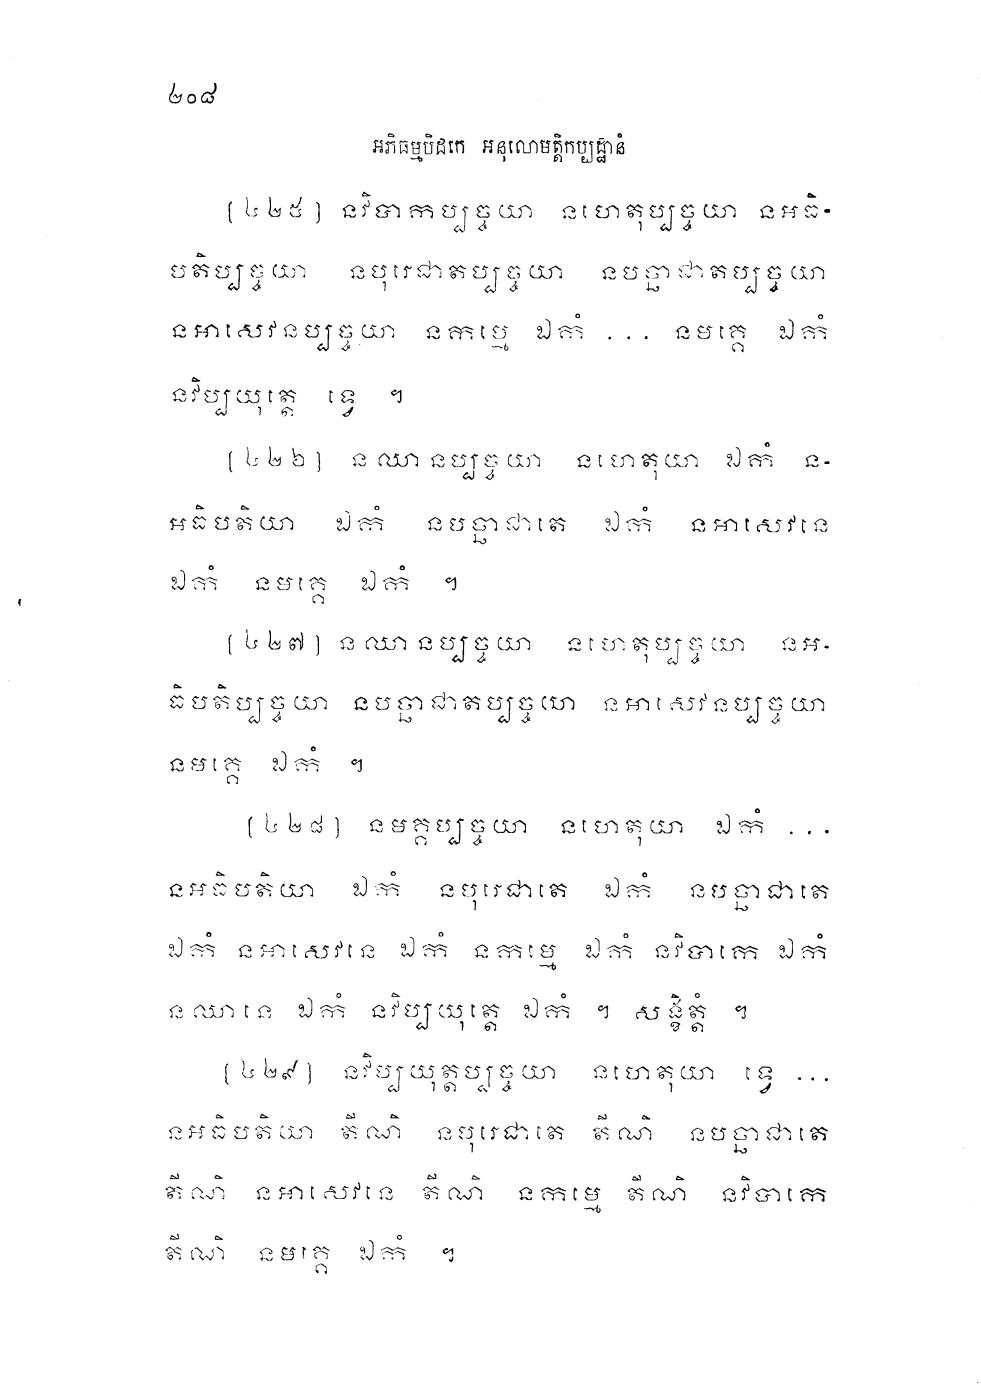 ២០៨
អភិធម្មបិដកេ អនុលោមត្តិកប្បដ្ឋានំ
(៤២៥) នវិបាកប្បច្ចយា នហេតុប្បច្ចយា នអធិ-
បតិប្បច្ចយា នបុរេជាតប្បច្ចយា នបច្ឆាជាតប្បច្ចយា
នអាសេវនប្បច្ចយា នកម្មេ ឯកំ ... នមគ្គេ ឯកំ
នវិប្បយុត្តេ ទ្វេ ។
(៤២៦) នឈានប្បច្ចយា នហេតុយា ឯកំ ន-
អធិបតិយា ឯកំ នបច្ឆាជាតេ ឯកំ នអាសេវនេ
ឯកំ នមគ្គេ ឯកំ ។
(៤២៧) នឈានប្បច្ចយា នហេតុប្បច្ចយា នអ-
ធិបតិប្បច្ចយា នបច្ឆាជាតប្បច្ចយា នអាសេវនប្បច្ចយា
នមគ្គេ ឯកំ ។
(៤២៨) នមគ្គប្បច្ចយា នហេតុយា ឯកំ ...
នអធិបតិយា ឯកំ នបុរេជាតេ ឯកំ នបច្ឆាជាតេ
ឯកំ នអាសេវនេ ឯកំ នកម្មេ ឯកំ នវិបាកេ ឯកំ
នឈានេ ឯកំ នវិប្បយុត្តេ ឯកំ ។ សង្ខិត្តំ ។
(៤២៩) នវិប្បយុត្តប្បច្ចយា នហេតុយា ទ្វេ ...
នអធិបតិយា តីណិ នបុរេជាតេ តីណិ នបច្ឆាជាតេ
តីណិ នអាសេវនេ តីណិ នកម្មេ តីណិ នវិបាកេ
តីណិ នមគ្គេ ឯកំ ។